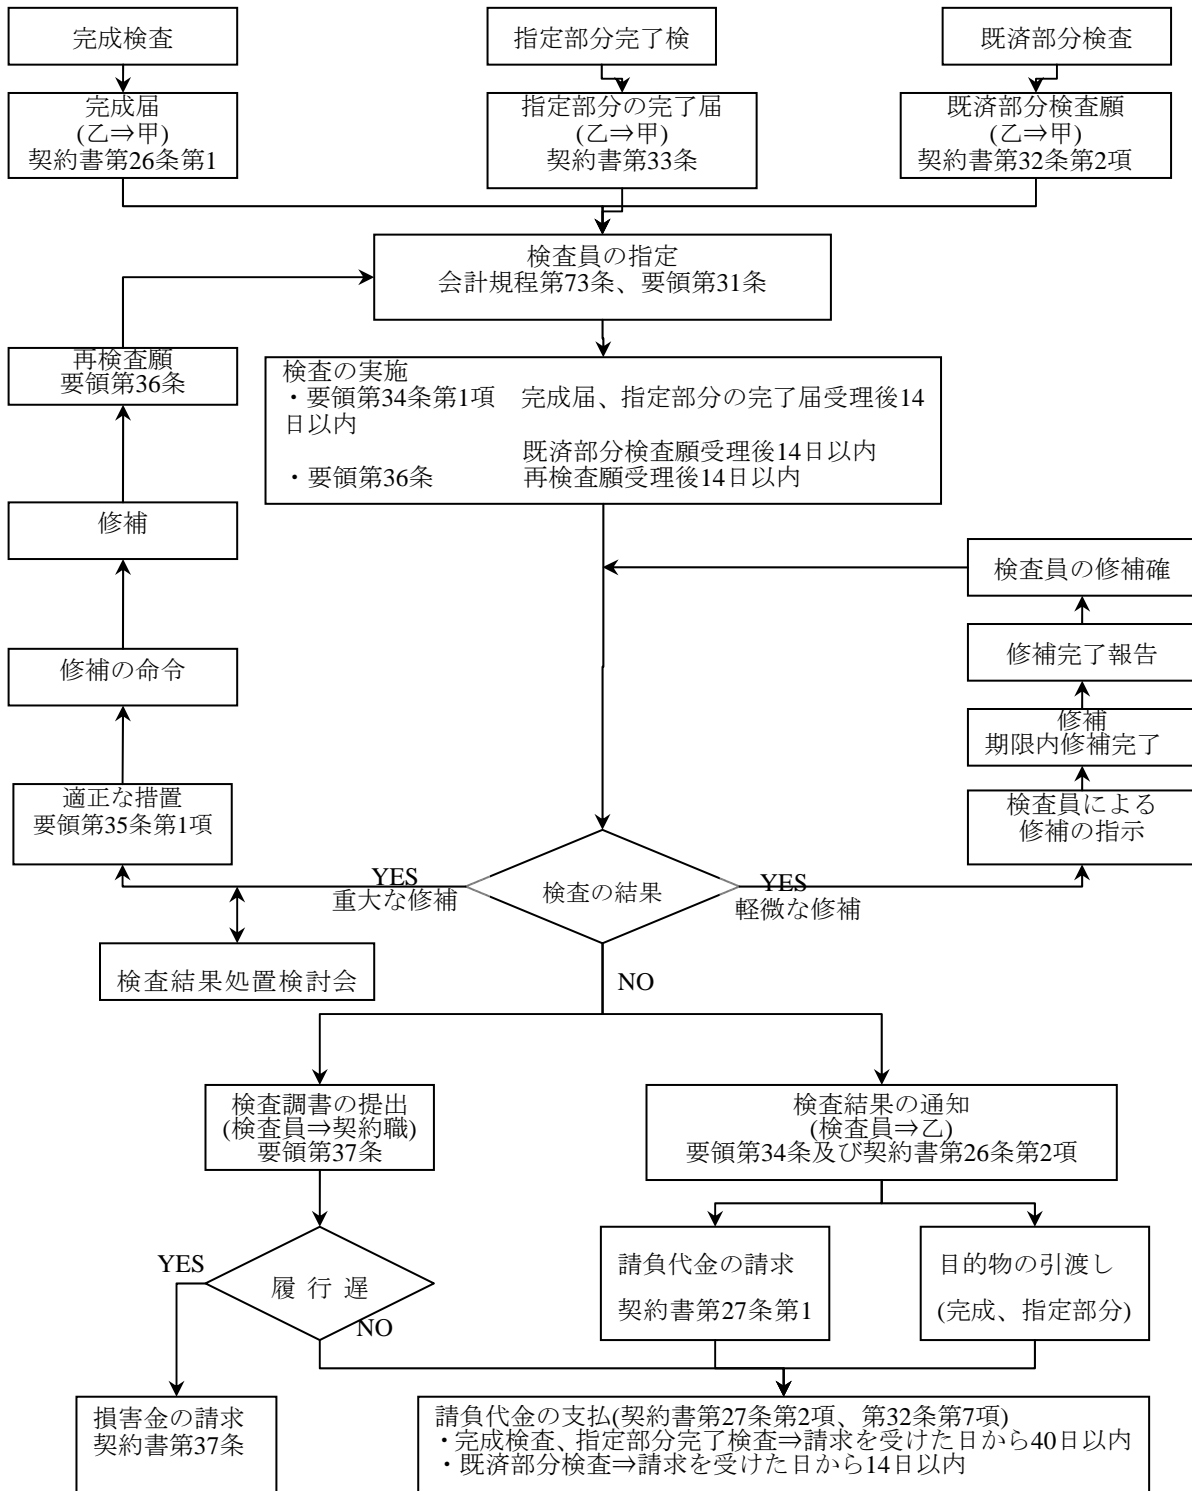 完成検査
指定部分完了検
既済部分検査
完成届
(乙⇒甲)
契約書第26条第1
指定部分の完了届
(乙⇒甲)
契約書第33条
既済部分検査願
(乙⇒甲)
契約書第32条第2項
検査員の指定
会計規程第73条、要領第31条
再検査願
要領第36条
検査の実施
・要領第34条第1項　完成届、指定部分の完了届受理後14
日以内
既済部分検査願受理後14日以内
・要領第36条　再検査願受理後14日以内
修補
検査員の修補確
修補の命令
修補完了報告
修補
期限内修補完了
適正な措置
要領第35条第1項
検査員による
修補の指示
YES
重大な修補
検査の結果
YES
軽微な修補
検査結果処置検討会
NO
検査調書の提出
(検査員⇒契約職)
要領第37条
検査結果の通知
(検査員⇒乙)
要領第34条及び契約書第26条第2項
YES
履行遅
NO
請負代金の請求
契約書第27条第1
目的物の引渡し
(完成、指定部分)
損害金の請求
契約書第37条
請負代金の支払(契約書第27条第2項、第32条第7項)
・完成検査、指定部分完了検査⇒請求を受けた日から40日以内
・既済部分検査⇒請求を受けた日から14日以内